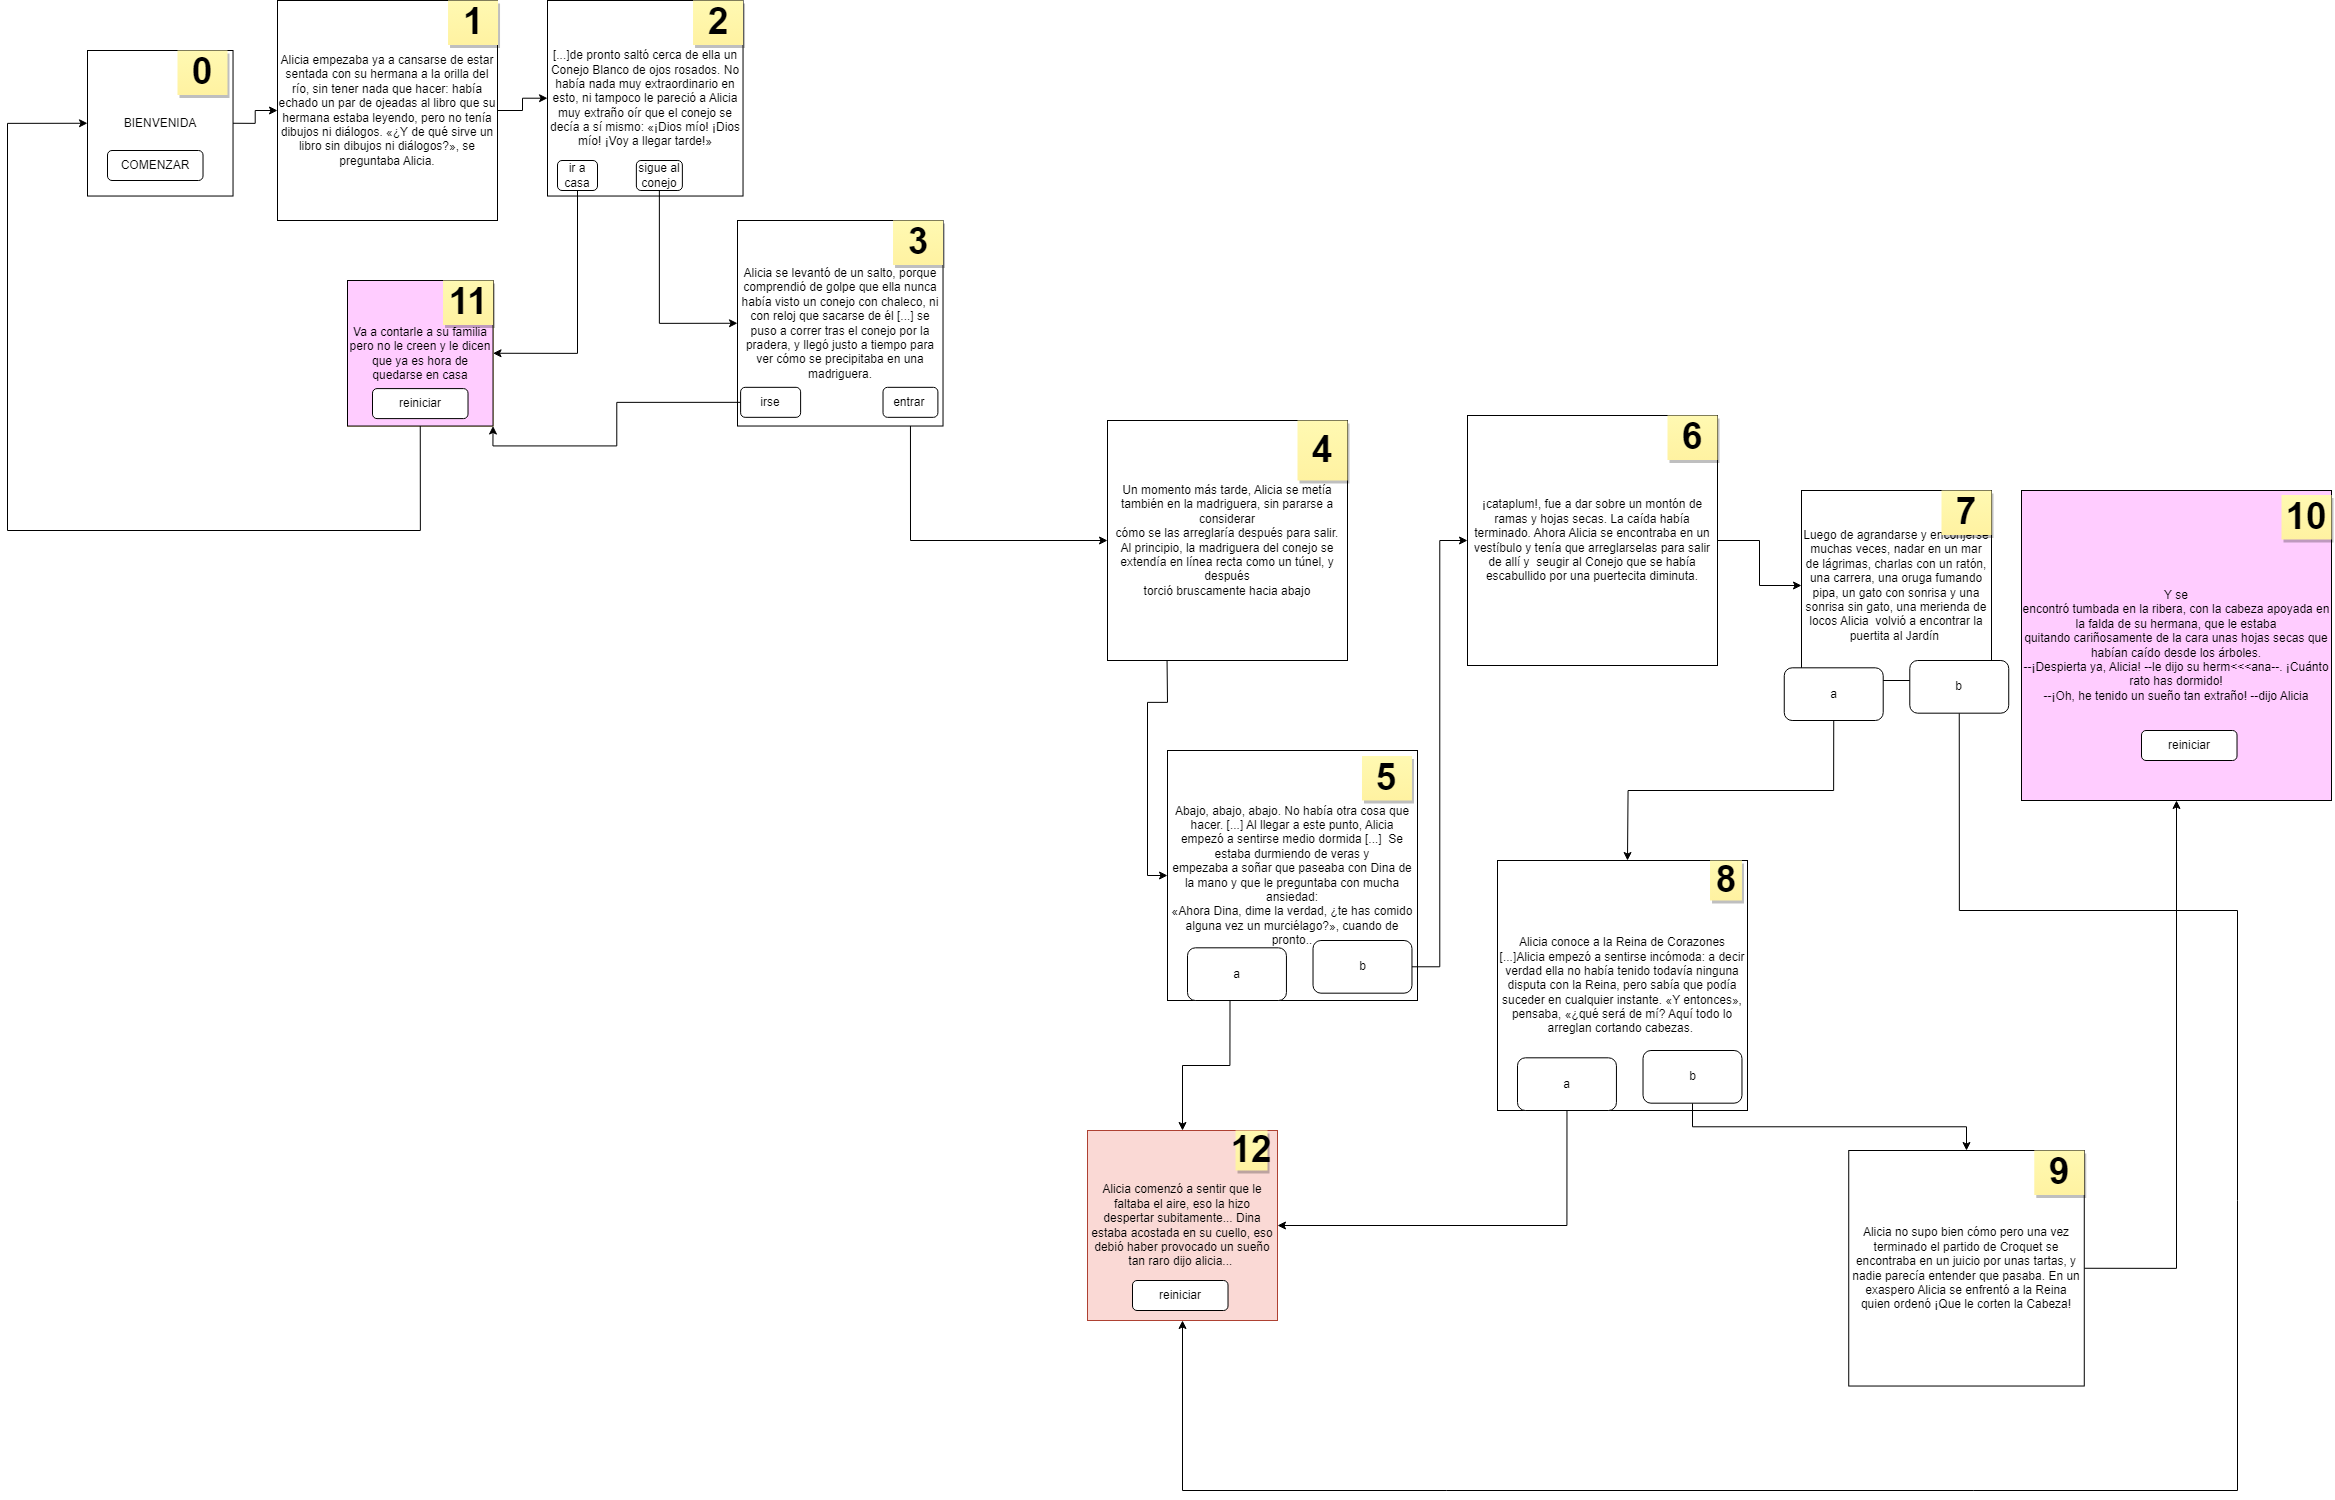 0
BIENVENIDA
COMENZAR
1
Alicia empezaba ya a cansarse de estar
sentada con su hermana a la orilla del
río, sin tener nada que hacer: había
echado un par de ojeadas al libro que su
hermana estaba leyendo, pero no tenía
dibujos ni diálogos. «¿Y de qué sirve un
libro sin dibujos ni diálogos?», se
preguntaba Alicia.
2
[...]de pronto saltó cerca de ella un
Conejo Blanco de ojos rosados. No
había nada muy extraordinario en
esto, ni tampoco le pareció a Alicia
muy extraño oír que el conejo se
decía a sí mismo: «¡Dios mío! ¡Dios
mío! ¡Voy a llegar tarde!»
ir a
casa
sigue al
conejo
3
Alicia se levantó de un salto, porque
comprendió de golpe que ella nunca
había visto un conejo con chaleco, ni
con reloj que sacarse de él [...] se
puso a correr tras el conejo por la
pradera, y llegó justo a tiempo para
ver cómo se precipitaba en una
madriguera.
irse
entrar
11
Va a contarle a su familia
pero no le creen y le dicen
que ya es hora de
quedarse en casa
reiniciar
4
Un momento más tarde, Alicia se metía
también en la madriguera, sin pararse a
considerar
cómo se las arreglaría después para salir.
Al principio, la madriguera del conejo se
extendía en línea recta como un túnel, y
después
torció bruscamente hacia abajo
5
Abajo, abajo, abajo. No había otra cosa que
hacer. [...] Al llegar a este punto, Alicia
empezó a sentirse medio dormida [...]  Se
estaba durmiendo de veras y
empezaba a soñar que paseaba con Dina de
la mano y que le preguntaba con mucha
ansiedad:
«Ahora Dina, dime la verdad, ¿te has comido
alguna vez un murciélago?», cuando de
pronto...
a
b
6
¡cataplum!, fue a dar sobre un montón de
ramas y hojas secas. La caída había
terminado. Ahora Alicia se encontraba en un
vestíbulo y tenía que arreglarselas para salir
de allí y  seugir al Conejo que se había
escabullido por una puertecita diminuta.
7
Luego de agrandarse y enconjerse
muchas veces, nadar en un mar
de lágrimas, charlas con un ratón,
una carrera, una oruga fumando
pipa, un gato con sonrisa y una
sonrisa sin gato, una merienda de
locos Alicia  volvió a encontrar la
puertita al Jardín
a
b
8
Alicia conoce a la Reina de Corazones
[...]Alicia empezó a sentirse incómoda: a decir
verdad ella no había tenido todavía ninguna
disputa con la Reina, pero sabía que podía
suceder en cualquier instante. «Y entonces»,
pensaba, «¿qué será de mí? Aquí todo lo
arreglan cortando cabezas.
a
b
9
Alicia no supo bien cómo pero una vez
terminado el partido de Croquet se
encontraba en un juicio por unas tartas, y
nadie parecía entender que pasaba. En un
exaspero Alicia se enfrentó a la Reina
quien ordenó ¡Que le corten la Cabeza!
10
Y se
encontró tumbada en la ribera, con la cabeza apoyada en
la falda de su hermana, que le estaba
quitando cariñosamente de la cara unas hojas secas que
habían caído desde los árboles.
--¡Despierta ya, Alicia! --le dijo su herm<<<ana--. ¡Cuánto
rato has dormido!
--¡Oh, he tenido un sueño tan extraño! --dijo Alicia
reiniciar
12
Alicia comenzó a sentir que le
faltaba el aire, eso la hizo
despertar subitamente... Dina
estaba acostada en su cuello, eso
debió haber provocado un sueño
tan raro dijo alicia...
reiniciar